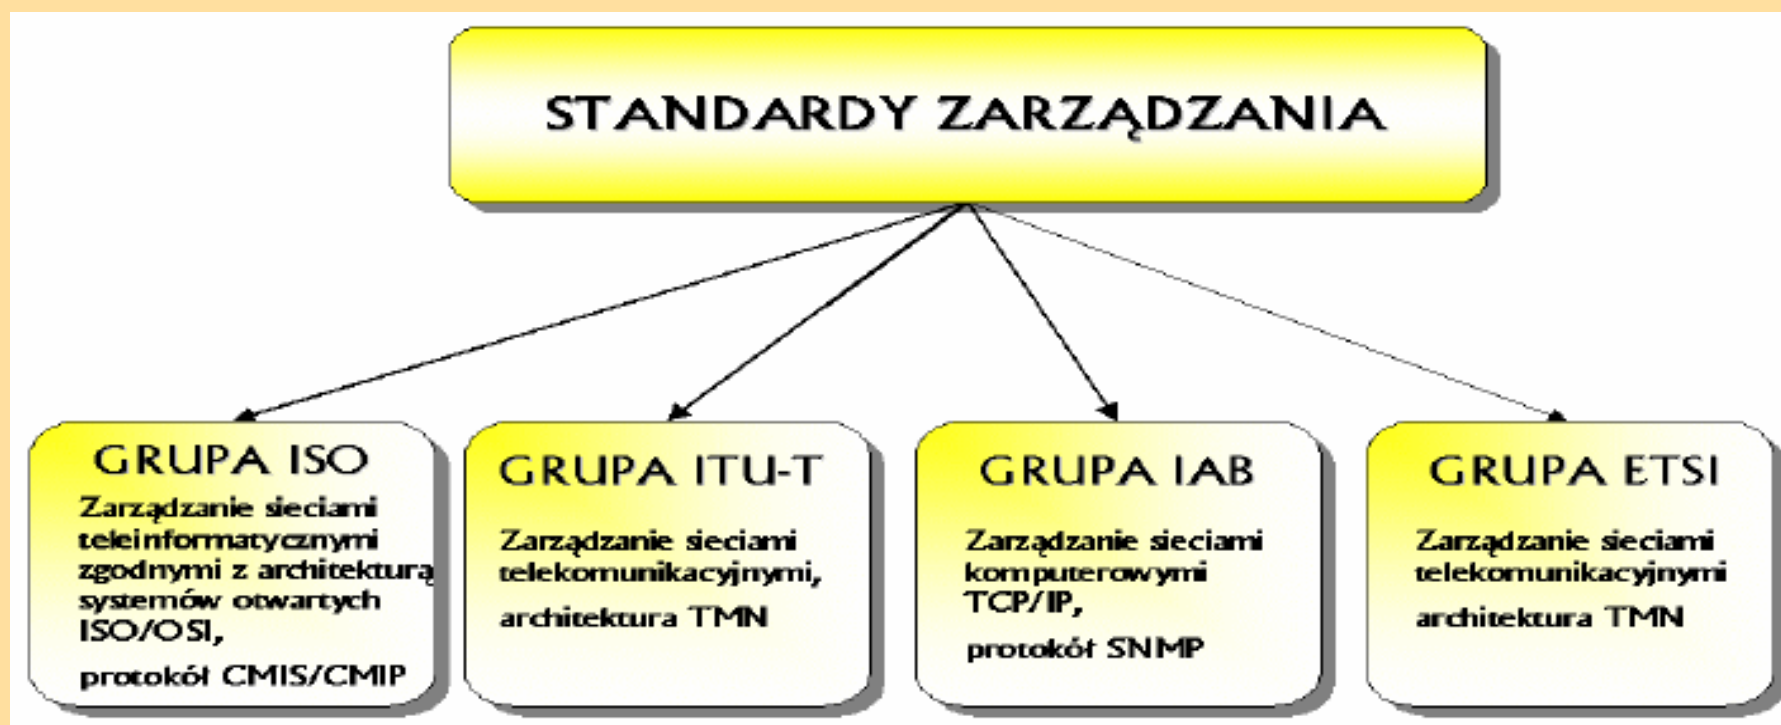 STANDARDY ZARZĄDZANIA
GRUPA ISO
Zarządzanie sieciami
teleinformatycznymi
zgodnymi z architekturą
systemów otwartych
ISO/OSI,
protokół CMIS/CMIP
GRUPA ITU-T
Zarządzanie sieciami
telekomunikacyjnymi,
architektura TMN
GRUPA IAB
Zarządzanie sieciami
komputerowymi
TCP/IP,
protokół SNMP
GRUPA ETSI
Zarządzanie sieciami
telekomunikacyjnymi
architektura TMN